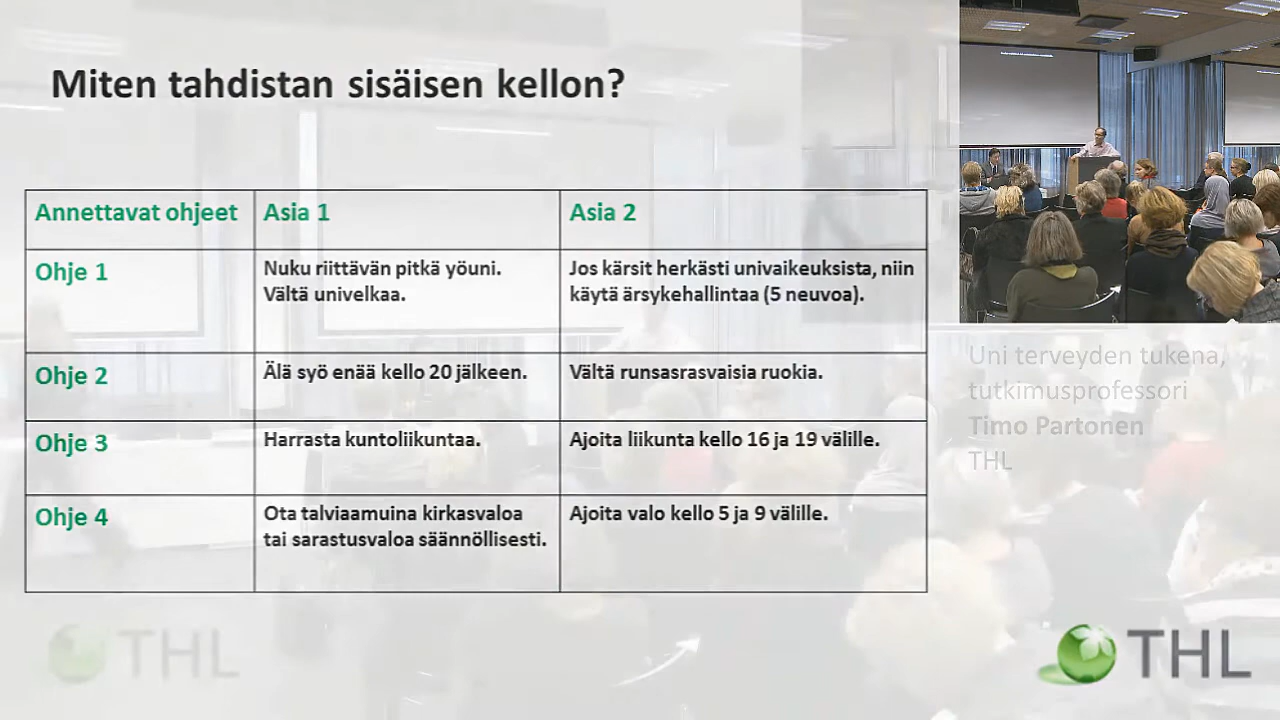 Miten tahdistan sisäisen kellon?
Annettavat ohjeet
Asia 1
Asia 2
Ohje 1
Nuku riittävän pitkä yöuni.
Vältä univelkaa.
Jos kärsit herkästi univaikeuksista, niin
käytä ärsykehallintaa (5 neuvoa).
Ohje 2
Älä syö enää kello 20 jälkeen.
Vältä runsasrasvaisia ruokia.
Ohje 3
Harrasta kuntoliikuntaa.
Ajoita liikunta kello 16 ja 19 välille.
Ohje 4
Ota talviaamuina kirkasvaloa
tai sarastusvaloa säännöllisesti.
Ajoita valo kello 5 ja 9 välille.
Uni terveyden tukena,
tutkimusprofessori
Timo Partonen
THL
THL
THL